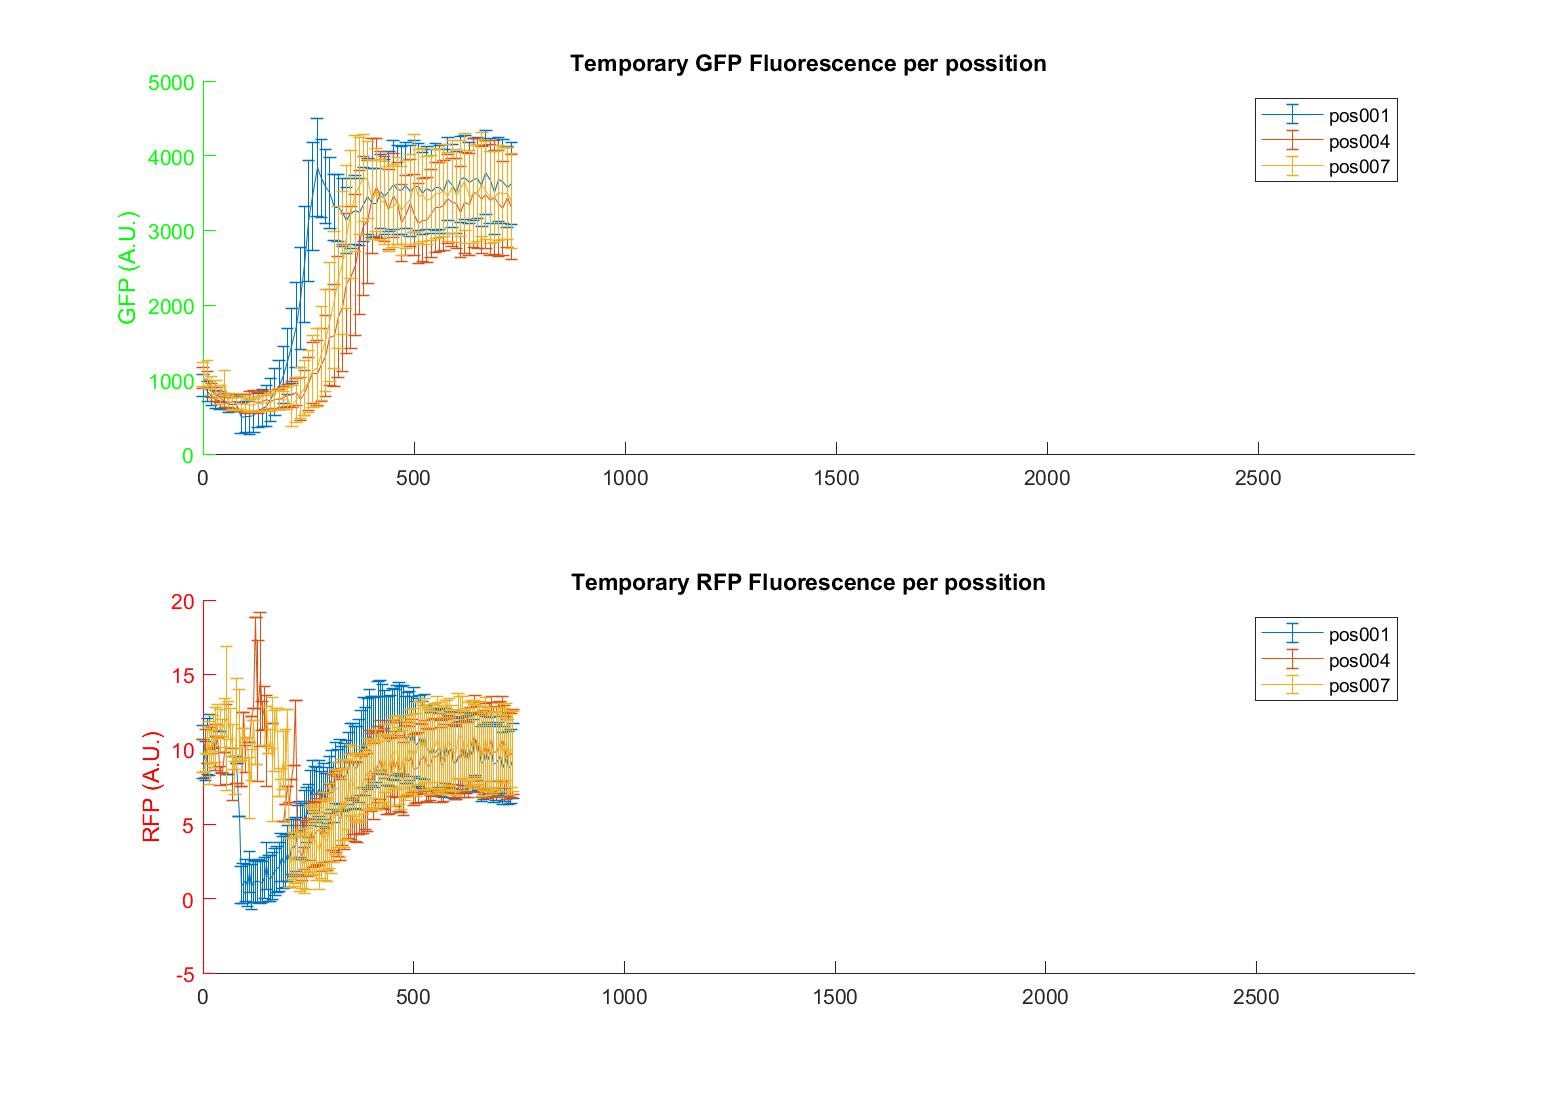 Temporary GFP Fluorescence per possition
5000
4000
3000
2000
1000
0
GFP (A.U.)
0 500 1000 1500 2000 2500
pos001
pos004
pos007
Temporary RFP Fluorescence per possition
20
15
10
5
0
-5
RFP (A.U.)
0 500 1000 1500 2000 2500
pos001
pos004
pos007